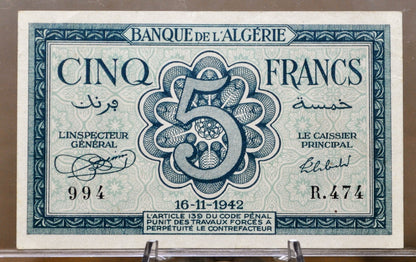 BANQUE DE L'ALGÉRIE
CINQ FRANCS
فرنك خمسة
5
L'INSPECTEUR GÉNÉRAL
LE CAISSIER PRINCIPAL
994
R.474
16-11-1942
L'ARTICLE 139 DU CODE PÉNAL
PUNIT DES TRAVAUX FORCÉS À
PERPÉTUITÉ LE CONTREFACTEUR